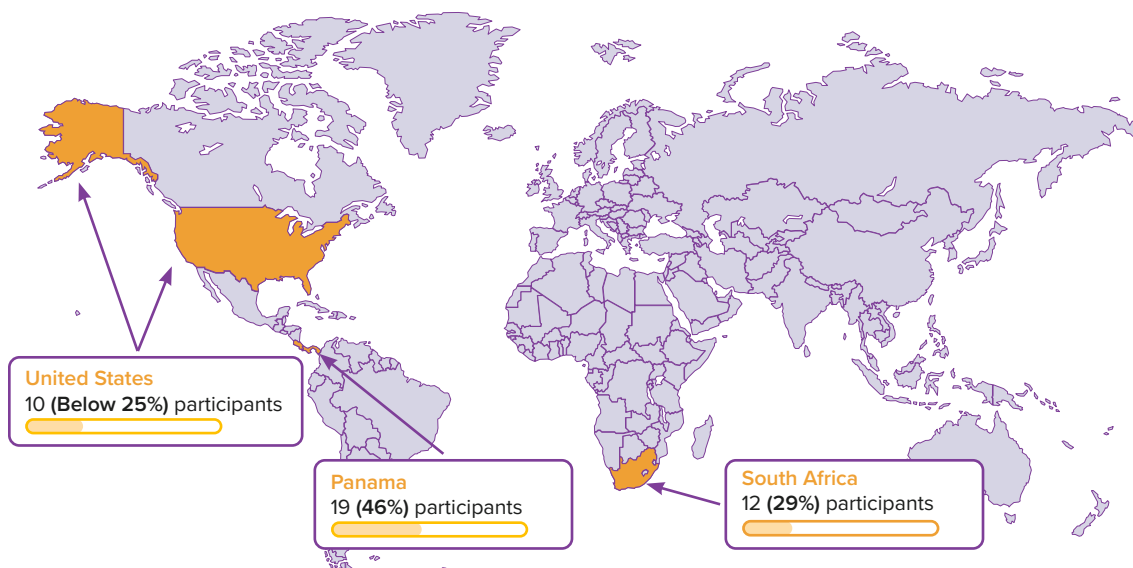 United States
10 (Below 25%) participants
Panama
19 (46%) participants
South Africa
12 (29%) participants